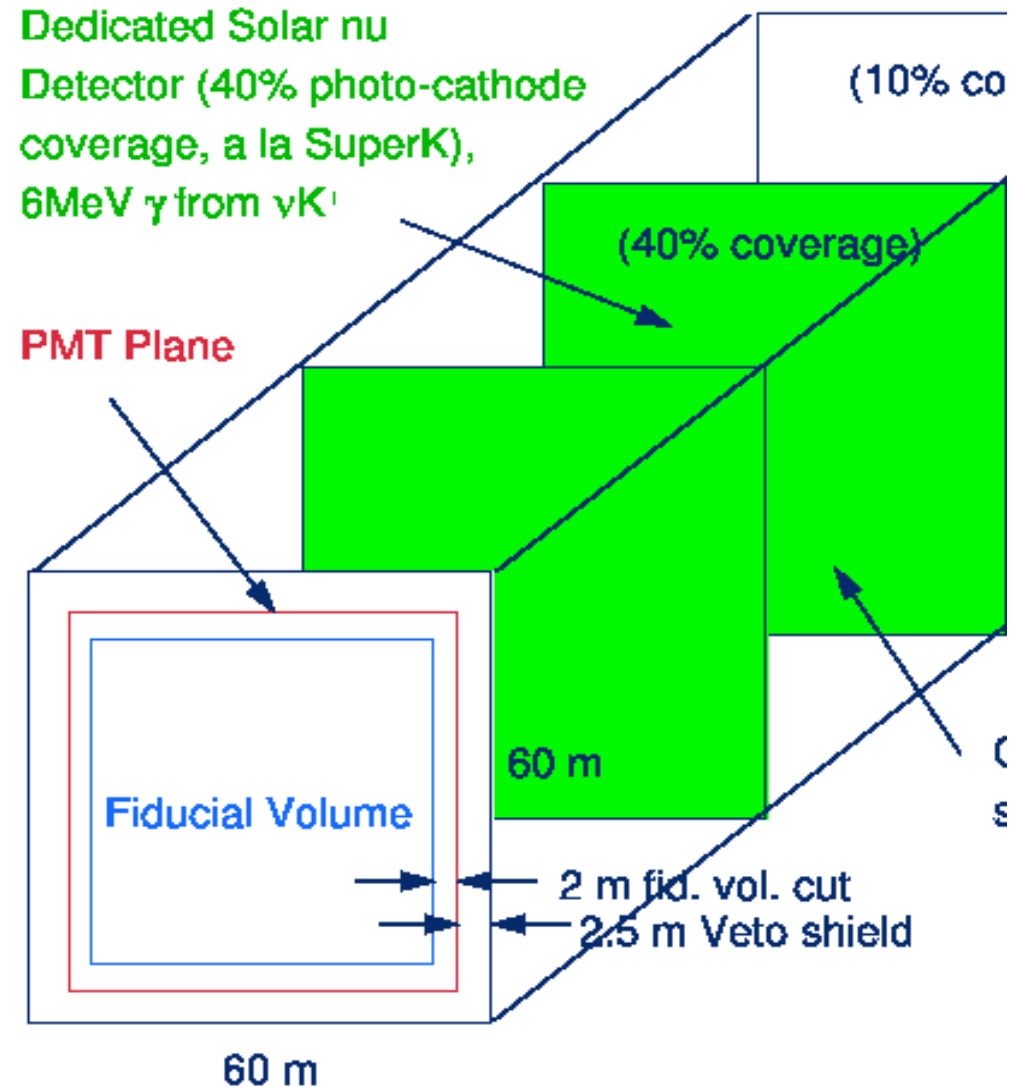 Dedicated Solar nu
Detector (40% photo-cathode
coverage, a la SuperK),
6MeV γ from νK⁺
(10% co
(40% coverage)
PMT Plane
60 m
Fiducial Volume
2 m fid. vol. cut
2.5 m Veto shield
60 m